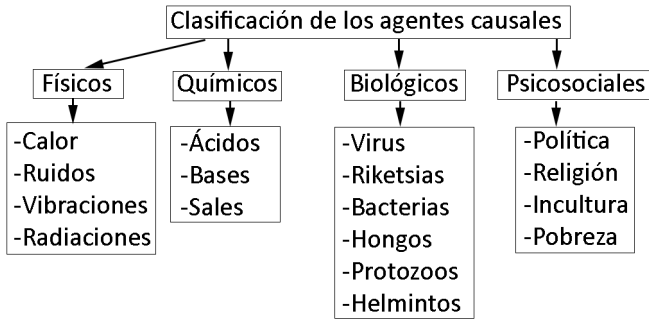 Clasificación de los agentes causales
Físicos
-Calor
-Ruidos
-Vibraciones
-Radiaciones
Químicos
-Ácidos
-Bases
-Sales
Biológicos
-Virus
-Riketsias
-Bacterias
-Hongos
-Protozoos
-Helmintos
Psicosociales
-Política
-Religión
-Incultura
-Pobreza